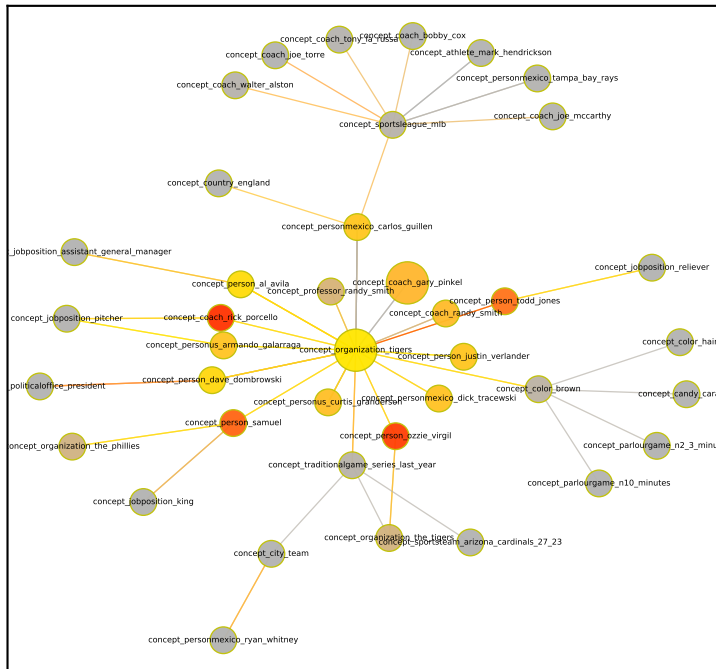 concept_coach_bobby_cox
concept_coach_tony_la_russa
concept_coach_joe_torre
concept_athlete_mark_hendrickson
concept_personmexico_tampa_bay_rays
concept_coach_walter_alston
concept_coach_joe_mccarthy
concept_sportsleague_mlb
concept_country_england
concept_personmexico_carlos_guillen
t_jobposition_assistant_general_manager
concept_jobposition_reliever
concept_person_al_avila
concept_coach_gary_pinkel
concept_professor_randy_smith
concept_person_todd_jones
concept_coach_randy_smith
concept_jobposition_pitcher
concept_coach_rick_porcello
concept_color_hair
concept_personus_armando_galarraga
concept_organization_tigers
concept_person_justin_verlander
concept_person_dave_dombrowski
_politicaloffice_president
concept_color_brown
concept_candy_cara
concept_personus_curtis_granderson
concept_personmexico_dick_tracewski
concept_person_samuel
concept_person_ozzie_virgil
concept_organization_the_phillies
concept_parlourgame_n2_3_minu
concept_traditionalgame_series_last_year
concept_parlourgame_n10_minutes
concept_jobposition_king
concept_organization_the_tigers
concept_sportsteam_arizona_cardinals_27_23
concept_city_team
concept_personmexico_ryan_whitney